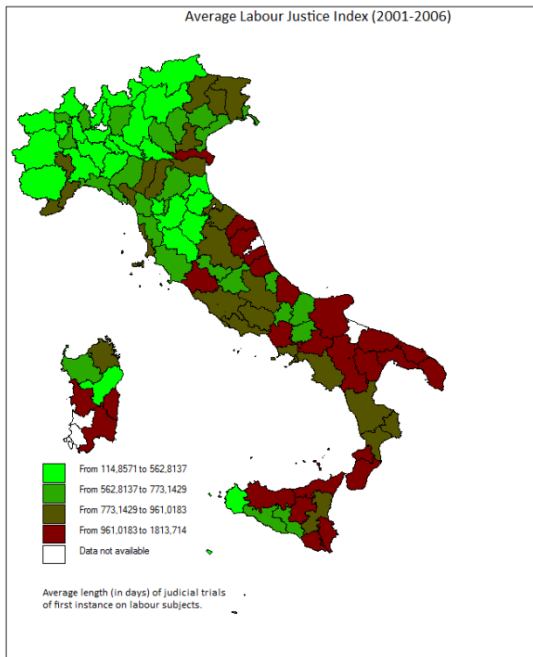 Average Labour Justice Index (2001-2006)
From 114,8571 to 562,8137
From 562,8137 to 773,1429
From 773,1429 to 961,0183
From 961,0183 to 1813,714
Data not available
Average length (in days) of judicial trials
of first instance on labour subjects.